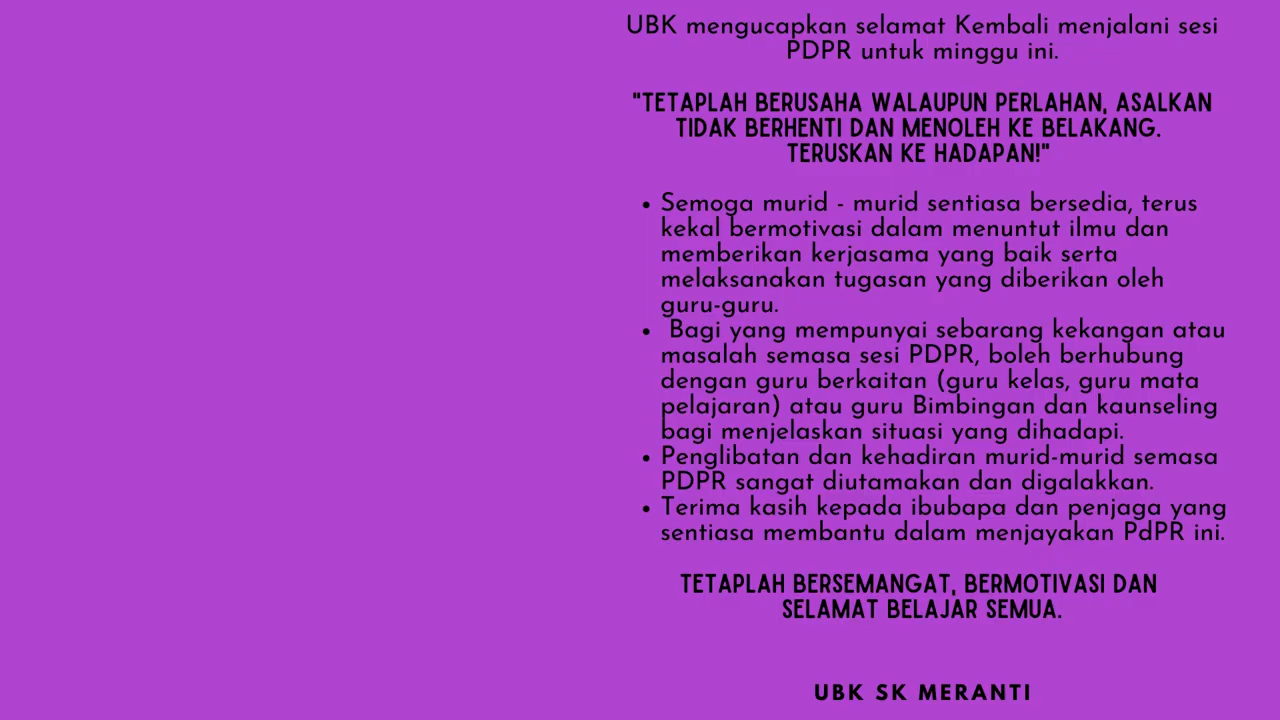 UBK mengucapkan selamat Kembali menjalani sesi
PDPR untuk minggu ini.
"TETAPLAH BERUSAHA WALAUPUN PERLAHAN, ASALKAN
TIDAK BERHENTI DAN MENOLEH KE BELAKANG.
TERUSKAN KE HADAPAN!"
• Semoga murid - murid sentiasa bersedia, terus
kekal bermotivasi dalam menuntut ilmu dan
memberikan kerjasama yang baik serta
melaksanakan tugasan yang diberikan oleh
guru-guru.
• Bagi yang mempunyai sebarang kekangan atau
masalah semasa sesi PDPR, boleh berhubung
dengan guru berkaitan (guru kelas, guru mata
pelajaran) atau guru Bimbingan dan kaunseling
bagi menjelaskan situasi yang dihadapi.
• Penglibatan dan kehadiran murid-murid semasa
PDPR sangat diutamakan dan digalakkan.
• Terima kasih kepada ibubapa dan penjaga yang
sentiasa membantu dalam menjayakan PdPR ini.
TETAPLAH BERSEMANGAT, BERMOTIVASI DAN
SELAMAT BELAJAR SEMUA.
UBK SK MERANTI